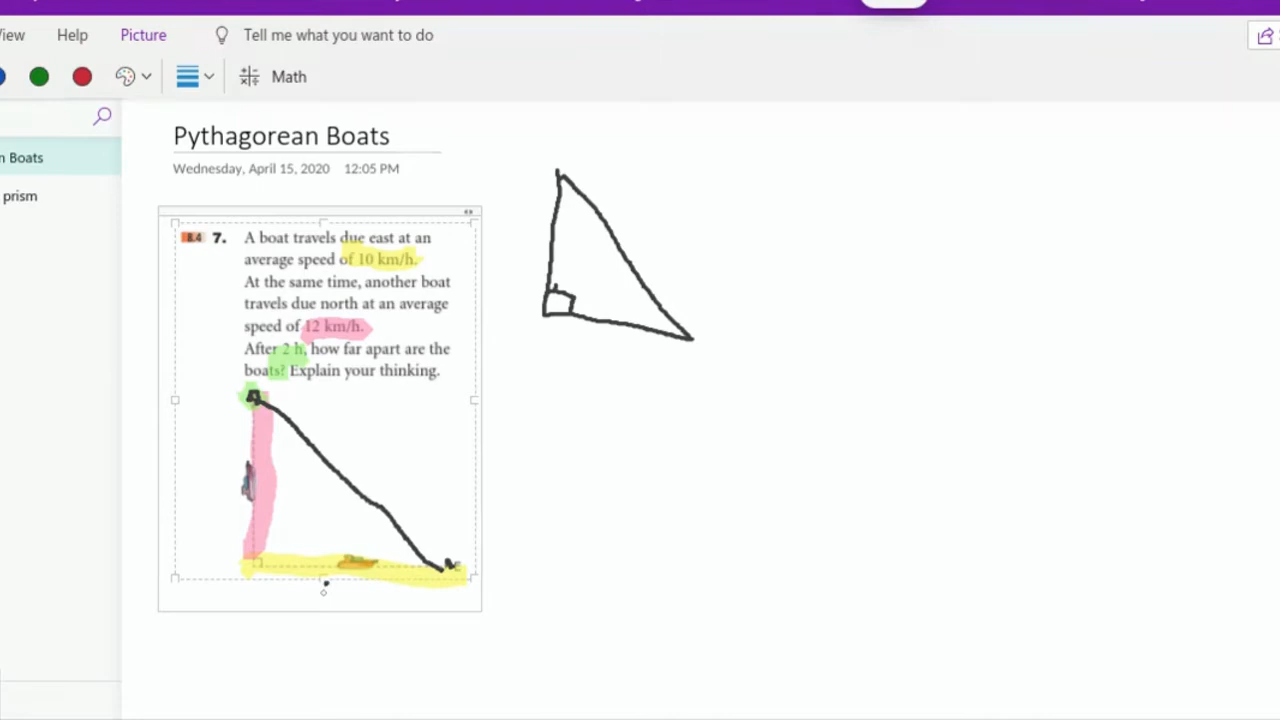 View Help Picture Tell me what you want to do
Math
Pythagorean Boats
Wednesday, April 15, 2020 12:05 PM
n Boats
prism
8.4 7. A boat travels due east at an
average speed of 10 km/h.
At the same time, another boat
travels due north at an average
speed of 12 km/h.
After 2 h, how far apart are the
boats? Explain your thinking.
N
E